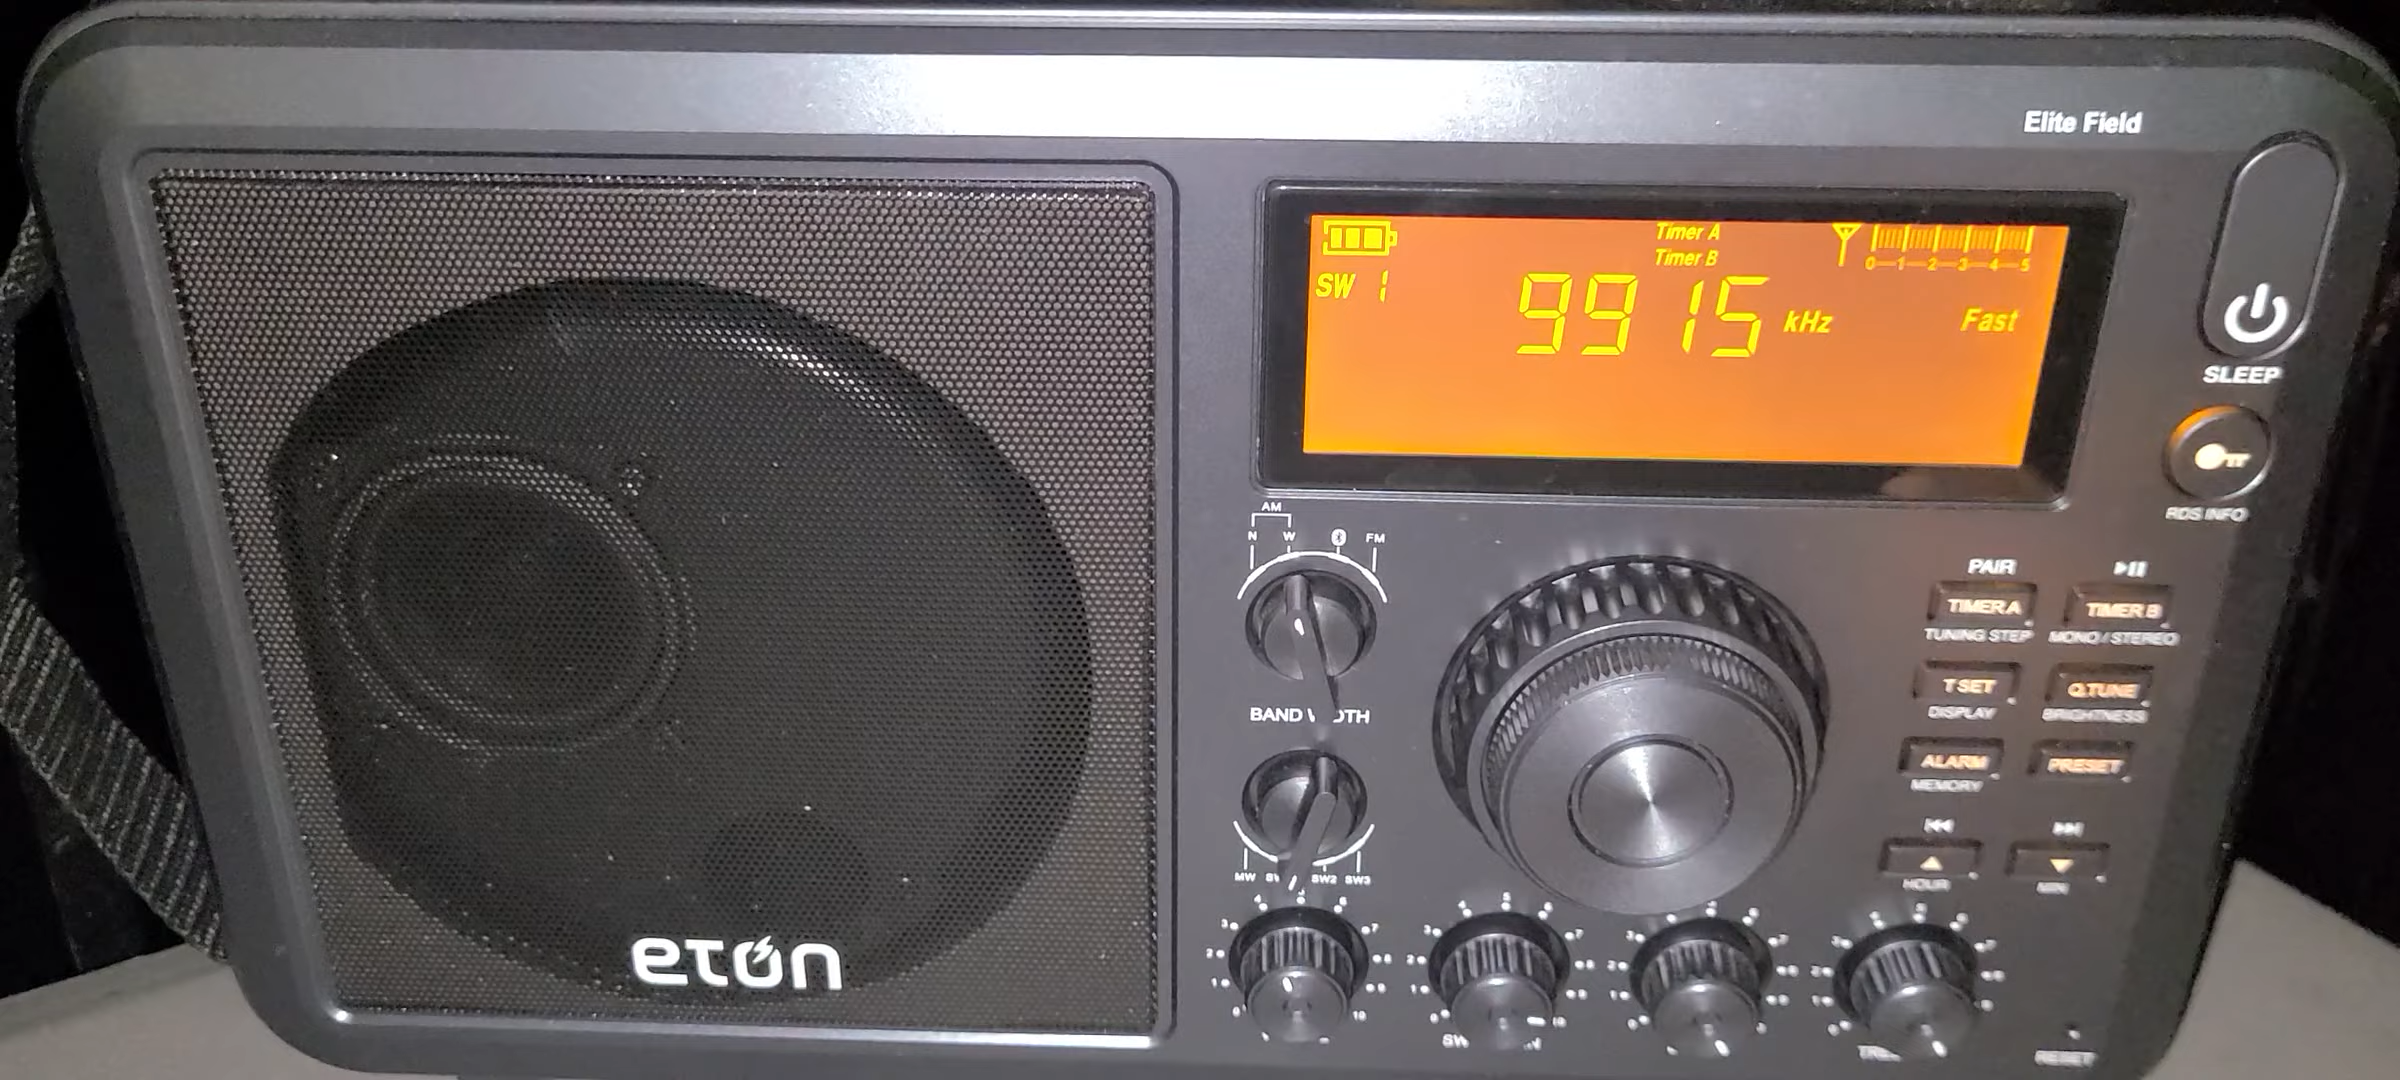 Elite Field
Timer A
Timer B
0 1 2 3 4 5
SW 1
9915 kHz
Fast
SLEEP
RDS INFO
AM
N W FM
BAND
PAIR
TIMER A
TIMER B
TUNING STEP
MONO / STEREO
T SET
Q.TUNE
DISPLAY
BRIGHTNESS
ALARM
PRESET
MEMORY
HOUR
MIN
MW
SW2 SW3
etón
RESET